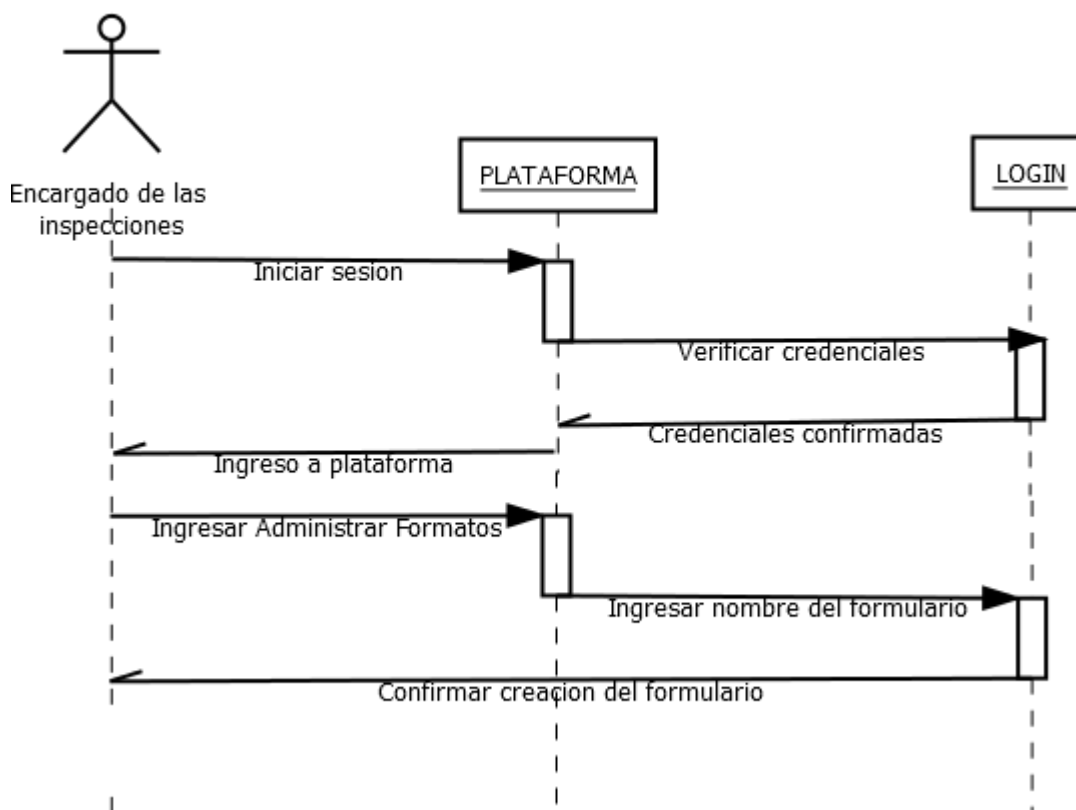 Encargado de las
inspecciones
PLATAFORMA
LOGIN
Iniciar sesion
Verificar credenciales
Credenciales confirmadas
Ingreso a plataforma
Ingresar Administrar Formatos
Ingresar nombre del formulario
Confirmar creacion del formulario